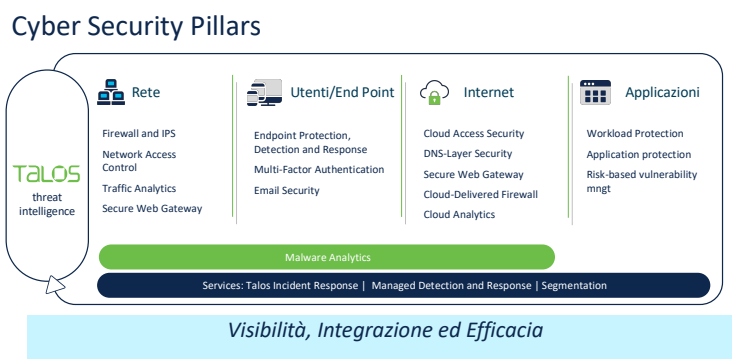 Cyber Security Pillars
TALOS
threat
intelligence
Rete
Firewall and IPS
Network Access
Control
Traffic Analytics
Secure Web Gateway
Utenti/End Point
Endpoint Protection,
Detection and Response
Multi-Factor Authentication
Email Security
Internet
Cloud Access Security
DNS-Layer Security
Secure Web Gateway
Cloud-Delivered Firewall
Cloud Analytics
Applicazioni
Workload Protection
Application protection
Risk-based vulnerability
mngt
Malware Analytics
Services: Talos Incident Response | Managed Detection and Response | Segmentation
Visibilità, Integrazione ed Efficacia